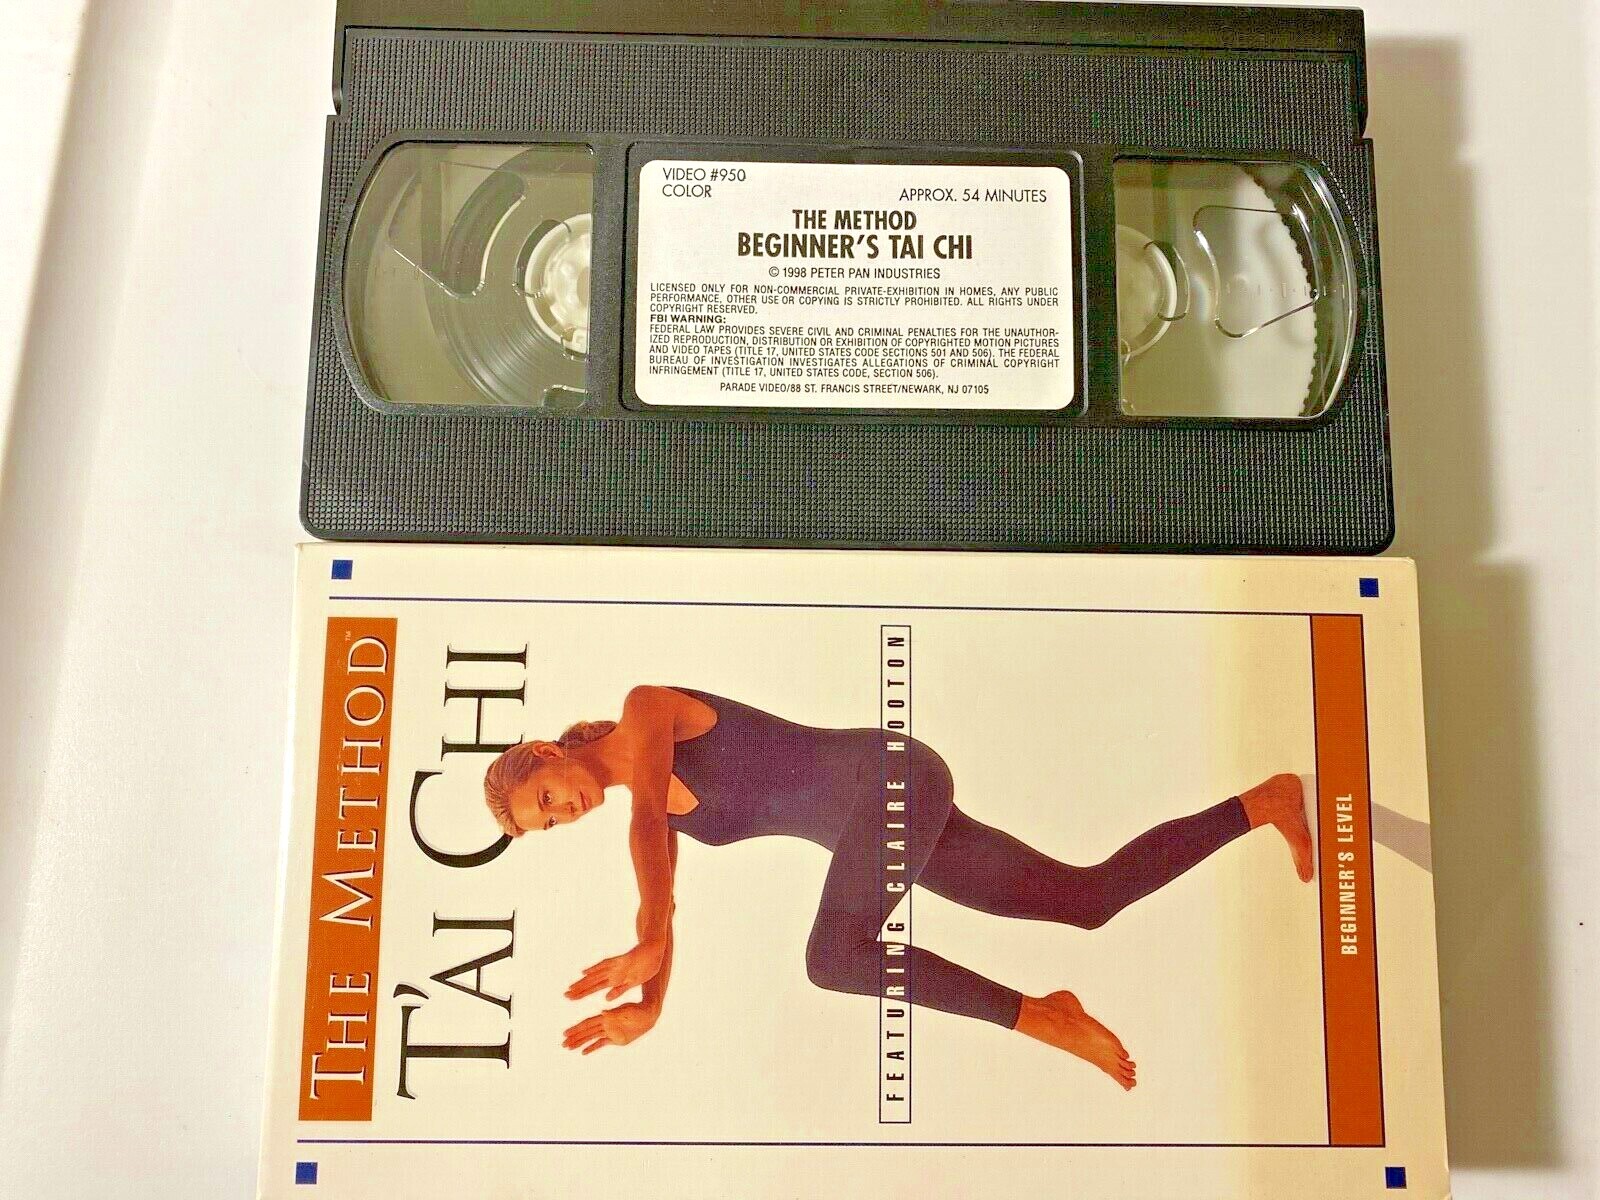 VIDEO #950
COLOR APPROX. 54 MINUTES
THE METHOD
BEGINNER'S TAI CHI
© 1998 PETER PAN INDUSTRIES
LICENSED ONLY FOR NON-COMMERCIAL PRIVATE-EXHIBITION IN HOMES, ANY PUBLIC
PERFORMANCE, OTHER USE OR COPYING IS STRICTLY PROHIBITED. ALL RIGHTS UNDER
COPYRIGHT RESERVED.
FBI WARNING:
FEDERAL LAW PROVIDES SEVERE CIVIL AND CRIMINAL PENALTIES FOR THE UNAUTHOR-
IZED REPRODUCTION, DISTRIBUTION OR EXHIBITION OF COPYRIGHTED MOTION PICTURES
AND VIDEO TAPES (TITLE 17, UNITED STATES CODE SECTIONS 501 AND 506). THE FEDERAL
BUREAU OF INVESTIGATION INVESTIGATES ALLEGATIONS OF CRIMINAL COPYRIGHT
INFRINGEMENT (TITLE 17, UNITED STATES CODE, SECTION 506).
PARADE VIDEO/88 ST. FRANCIS STREET/NEWARK, NJ 07105
THE METHOD™
T'AI CHI
FEATURING CLAIRE HOOTON
BEGINNER'S LEVEL